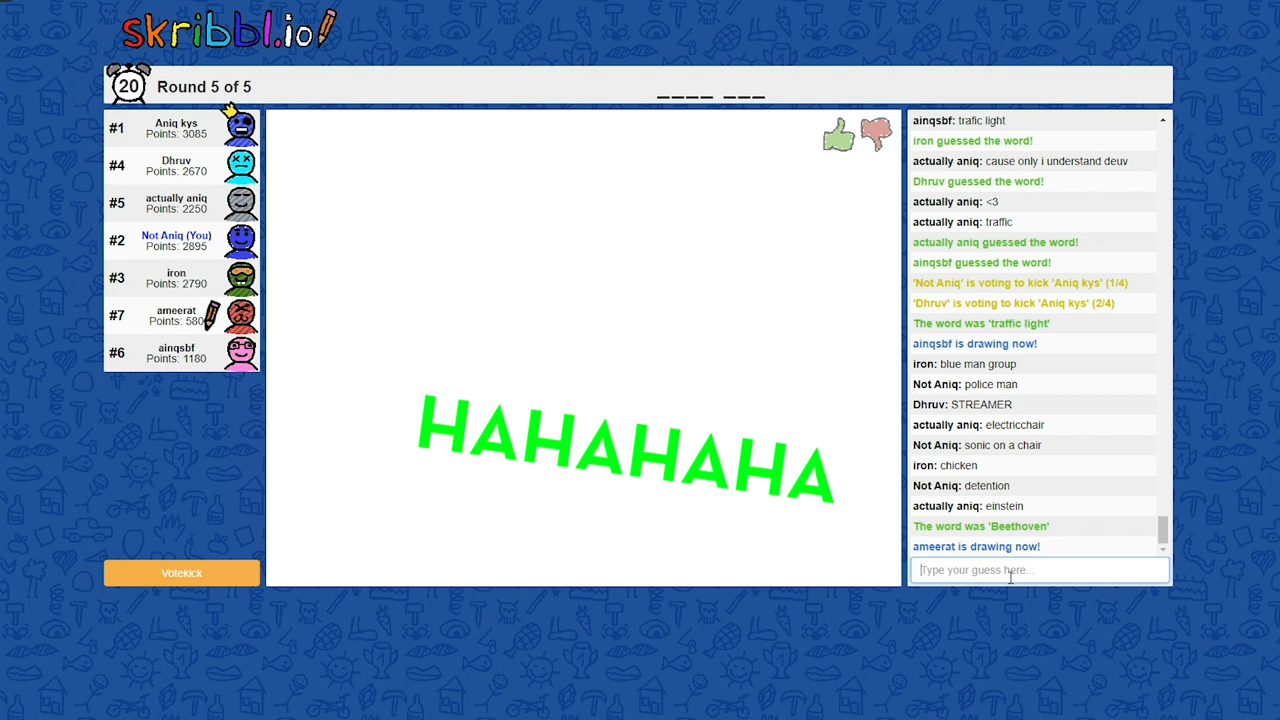 skribbl.io
20
Round 5 of 5
____ ___
#1 Aniq kys
Points: 3085
#4 Dhruv
Points: 2670
#5 actually aniq
Points: 2250
#2 Not Aniq (You)
Points: 2895
#3 iron
Points: 2790
#7 ameerat
Points: 580
#6 ainqsbf
Points: 1180
Votekick
HAHAHAHA
ainqsbf: trafic light
iron guessed the word!
actually aniq: cause only i understand deuv
Dhruv guessed the word!
actually aniq: <3
actually aniq: traffic
actually aniq guessed the word!
ainqsbf guessed the word!
'Not Aniq' is voting to kick 'Aniq kys' (1/4)
'Dhruv' is voting to kick 'Aniq kys' (2/4)
The word was 'traffic light'
ainqsbf is drawing now!
iron: blue man group
Not Aniq: police man
Dhruv: STREAMER
actually aniq: electricchair
Not Aniq: sonic on a chair
iron: chicken
Not Aniq: detention
actually aniq: einstein
The word was 'Beethoven'
ameerat is drawing now!
Type your guess here...